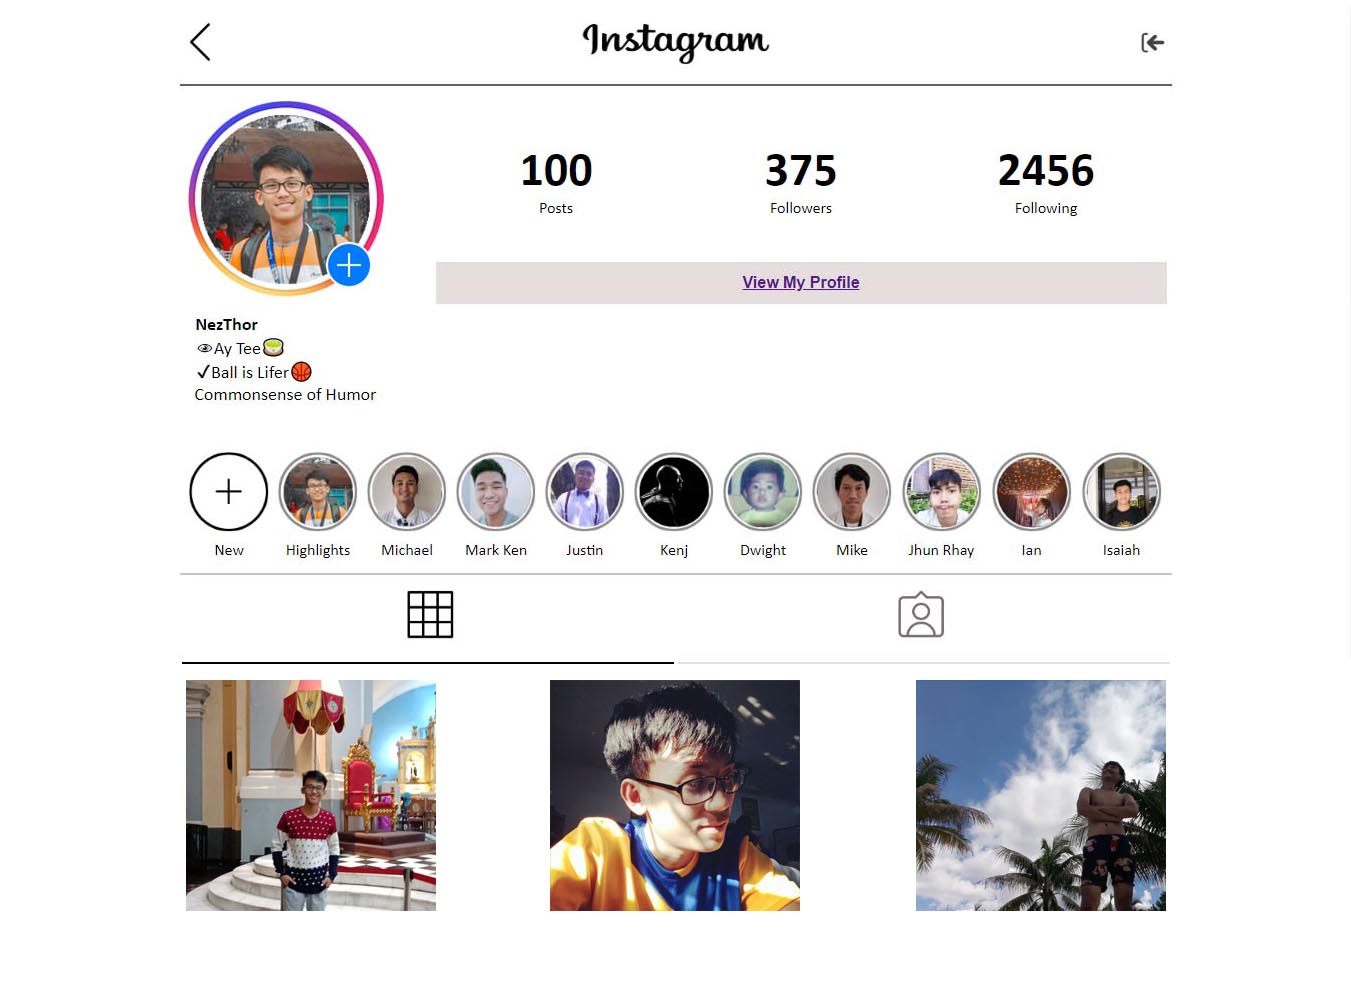 Instagram
100 375 2456
Posts Followers Following
View My Profile
NezThor
👁Ay Tee🍵
✓Ball is Lifer🏀
Commonsense of Humor
New Highlights Michael Mark Ken Justin Kenj Dwight Mike Jhun Rhay Ian Isaiah